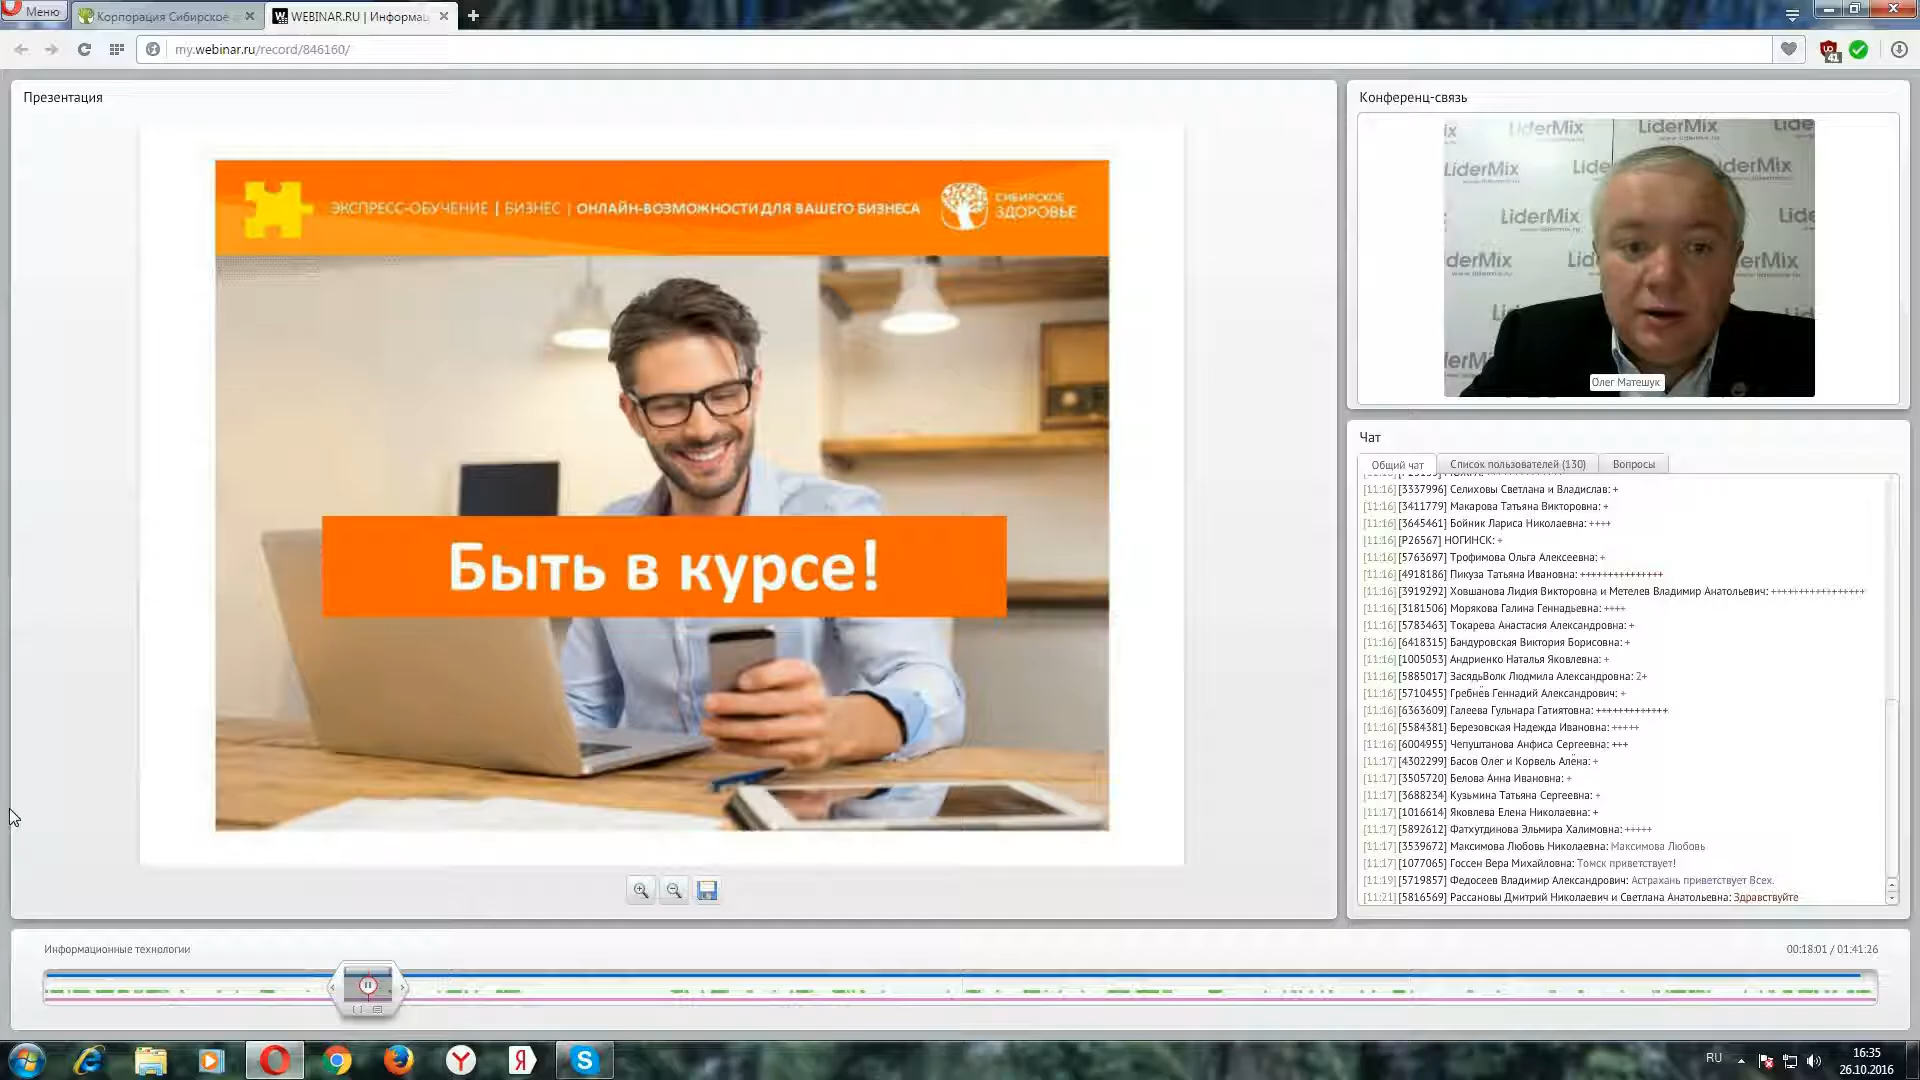 Меню
Корпорация Сибирское
WEBINAR.RU | Информац
my.webinar.ru/record/846160/
41
Презентация
ЭКСПРЕСС-ОБУЧЕНИЕ | БИЗНЕС | ОНЛАЙН-ВОЗМОЖНОСТИ ДЛЯ ВАШЕГО БИЗНЕСА
СИБИРСКОЕ
ЗДОРОВЬЕ
Быть в курсе!
Конференц-связь
LiderMix LiderMix
LiderMix
LiderMix
LiderMix
Олег Матешук
Чат
Общий чат
Список пользователей (130)
Вопросы
[11:16] [3337996] Селиховы Светлана и Владислав: +
[11:16] [3411779] Макарова Татьяна Викторовна: +
[11:16] [3645461] Бойник Лариса Николаевна: ++++
[11:16] [P26567] НОГИНСК: +
[11:16] [5763697] Трофимова Ольга Алексеевна: +
[11:16] [4918186] Пикуза Татьяна Ивановна: +++++++++++++++
[11:16] [3919292] Ховшанова Лидия Викторовна и Метелев Владимир Анатольевич: +++++++++++++++++
[11:16] [3181506] Морякова Галина Геннадьевна: ++++
[11:16] [5783463] Токарева Анастасия Александровна: +
[11:16] [6418315] Бандуровская Виктория Борисовна: +
[11:16] [1005053] Андриенко Наталья Яковлевна: +
[11:16] [5885017] ЗасядьВолк Людмила Александровна: 2+
[11:16] [5710455] Гребнёв Геннадий Александрович: +
[11:16] [6363609] Галеева Гульнара Гатиятовна: +++++++++++++
[11:16] [5584381] Березовская Надежда Ивановна: +++++
[11:16] [6004955] Чепуштанова Анфиса Сергеевна: +++
[11:17] [4302299] Басов Олег и Корвель Алёна: +
[11:17] [3505720] Белова Анна Ивановна: +
[11:17] [3688234] Кузьмина Татьяна Сергеевна: +
[11:17] [1016614] Яковлева Елена Николаевна: +
[11:17] [5892612] Фатхутдинова Эльмира Халимовна: +++++
[11:17] [3539672] Максимова Любовь Николаевна: Максимова Любовь
[11:17] [1077065] Госсен Вера Михайловна: Томск приветствует!
[11:19] [5719857] Федосеев Владимир Александрович: Астрахань приветствует Всех.
[11:21] [5816569] Рассановы Дмитрий Николаевич и Светлана Анатольевна: Здравствуйте
Информационные технологии
00:18:01 / 01:41:26
RU
16:35
26.10.2016